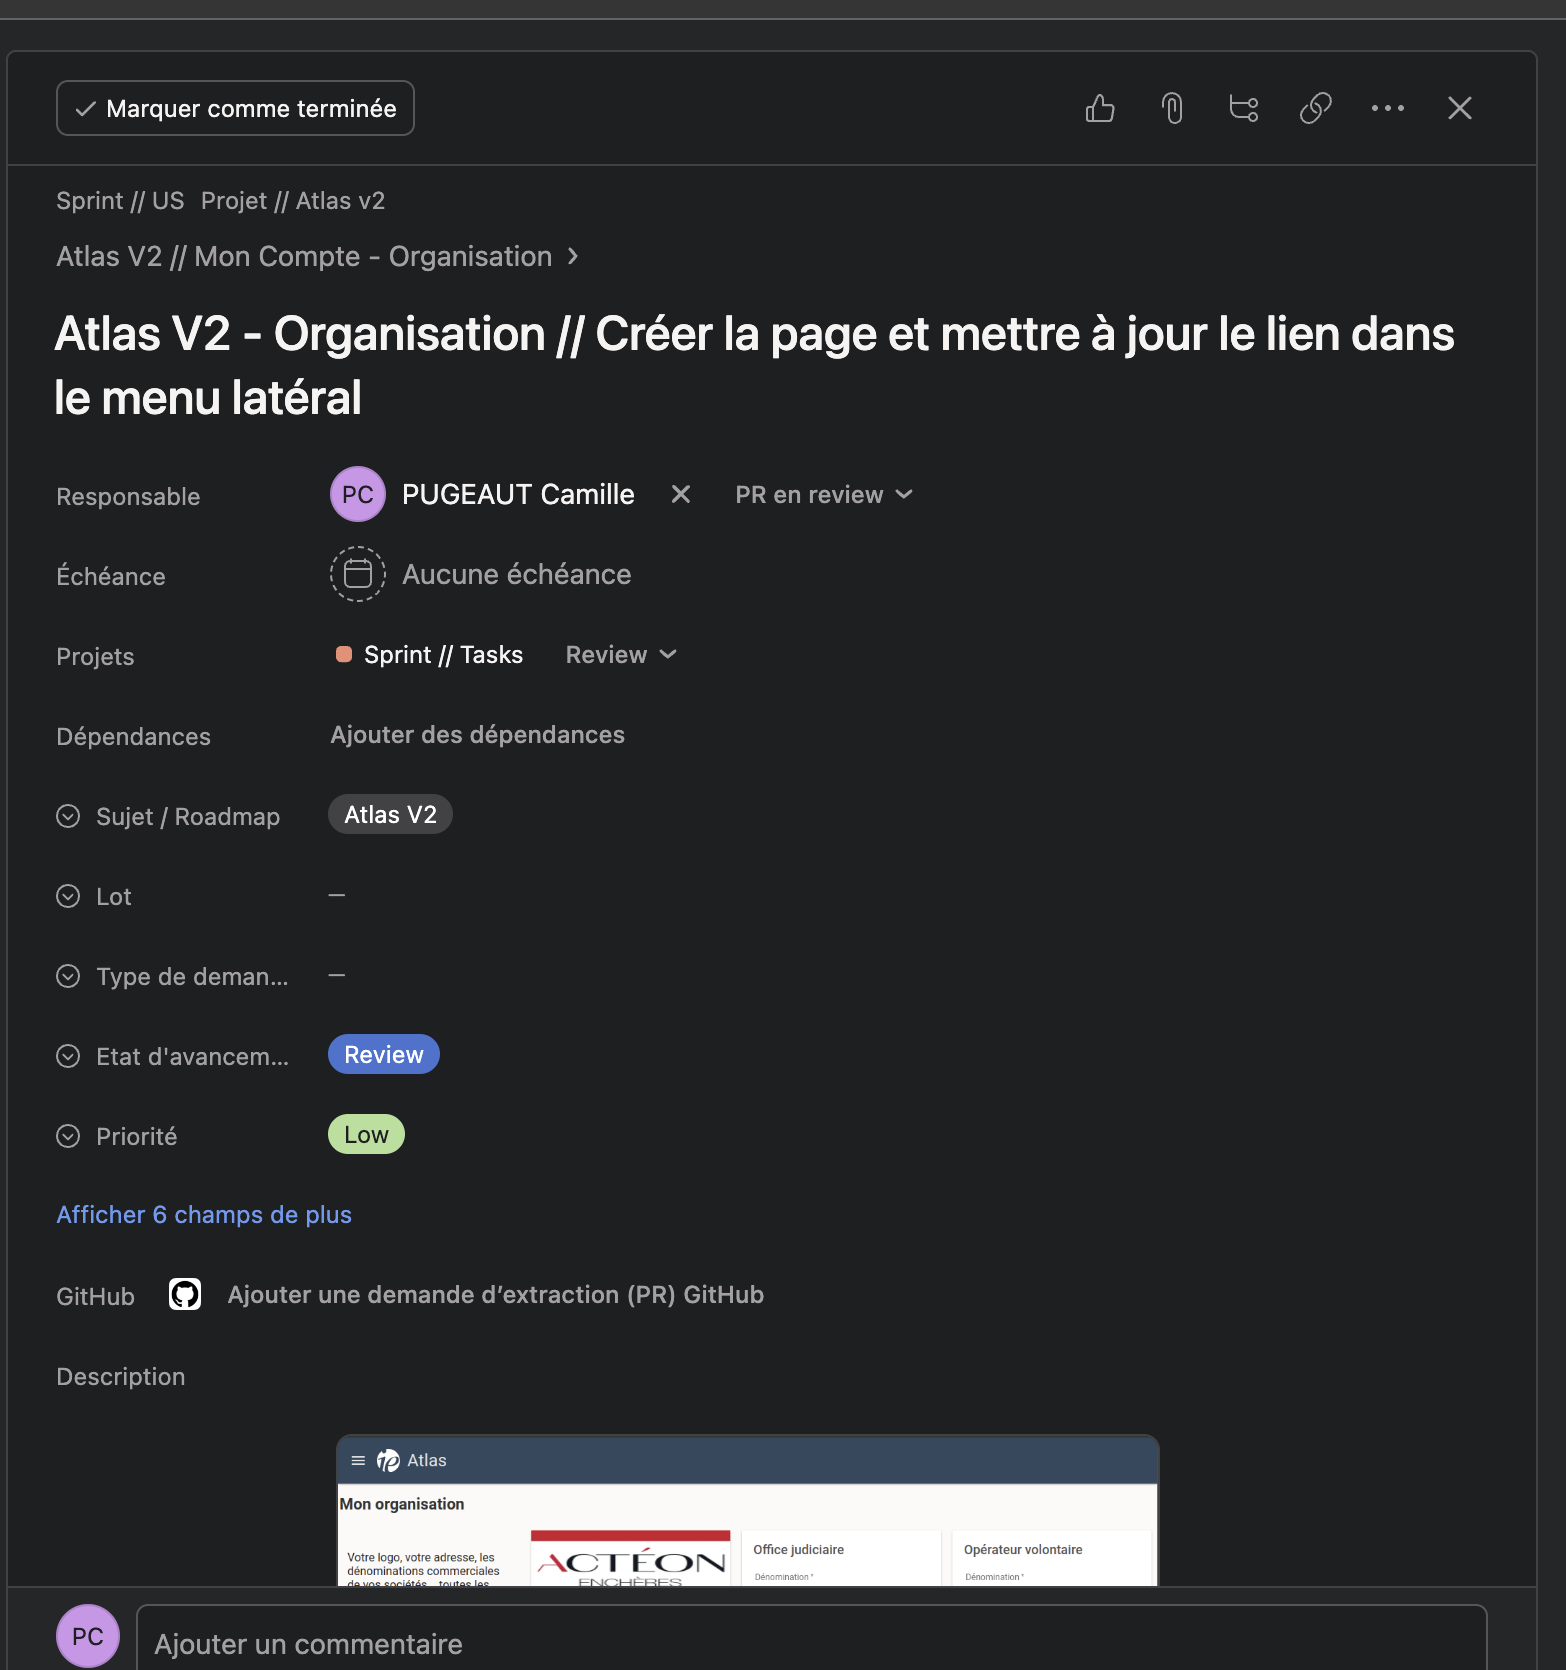 Marquer comme terminée
Sprint // US Projet // Atlas v2
Atlas V2 // Mon Compte - Organisation
Atlas V2 - Organisation // Créer la page et mettre à jour le lien dans
le menu latéral
Responsable PC PUGEAUT Camille PR en review
Échéance Aucune échéance
Projets Sprint // Tasks Review
Dépendances Ajouter des dépendances
Sujet / Roadmap Atlas V2
Lot —
Type de deman... —
Etat d'avancem... Review
Priorité Low
Afficher 6 champs de plus
GitHub Ajouter une demande d’extraction (PR) GitHub
Description
Atlas
Mon organisation
Votre logo, votre adresse, les
dénominations commerciales
de vos sociétés... toutes les
ACTÉON
ENCHÈRES
Office judiciaire
Dénomination *
Opérateur volontaire
Dénomination *
PC Ajouter un commentaire